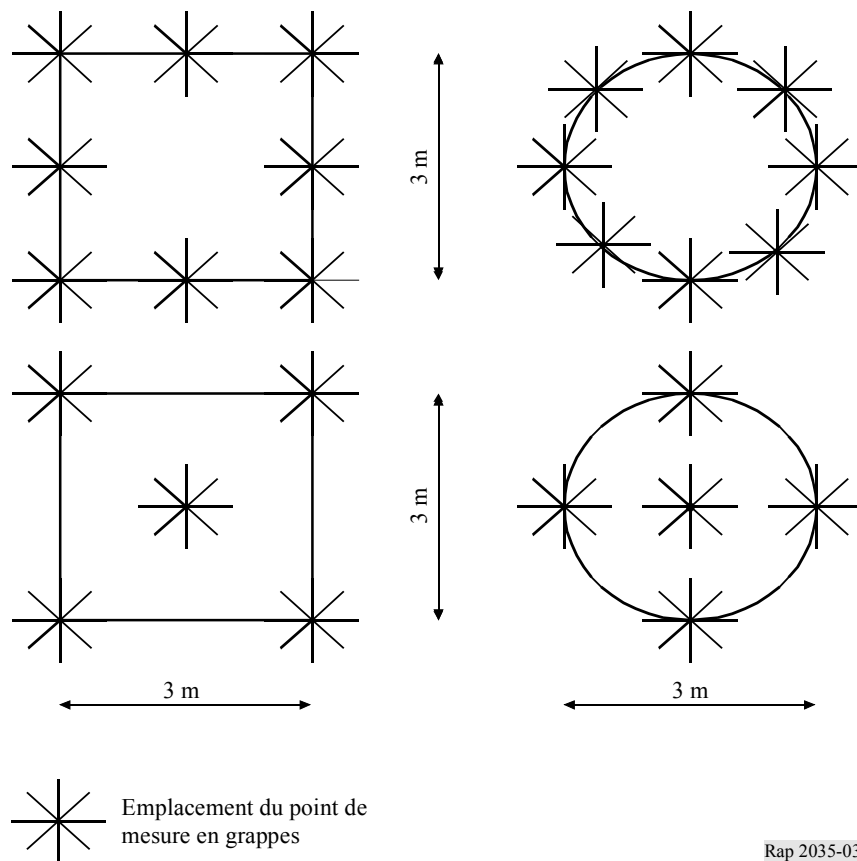 3 m
3 m
3 m
3 m
Emplacement du point de
mesure en grappes
Rap 2035-03